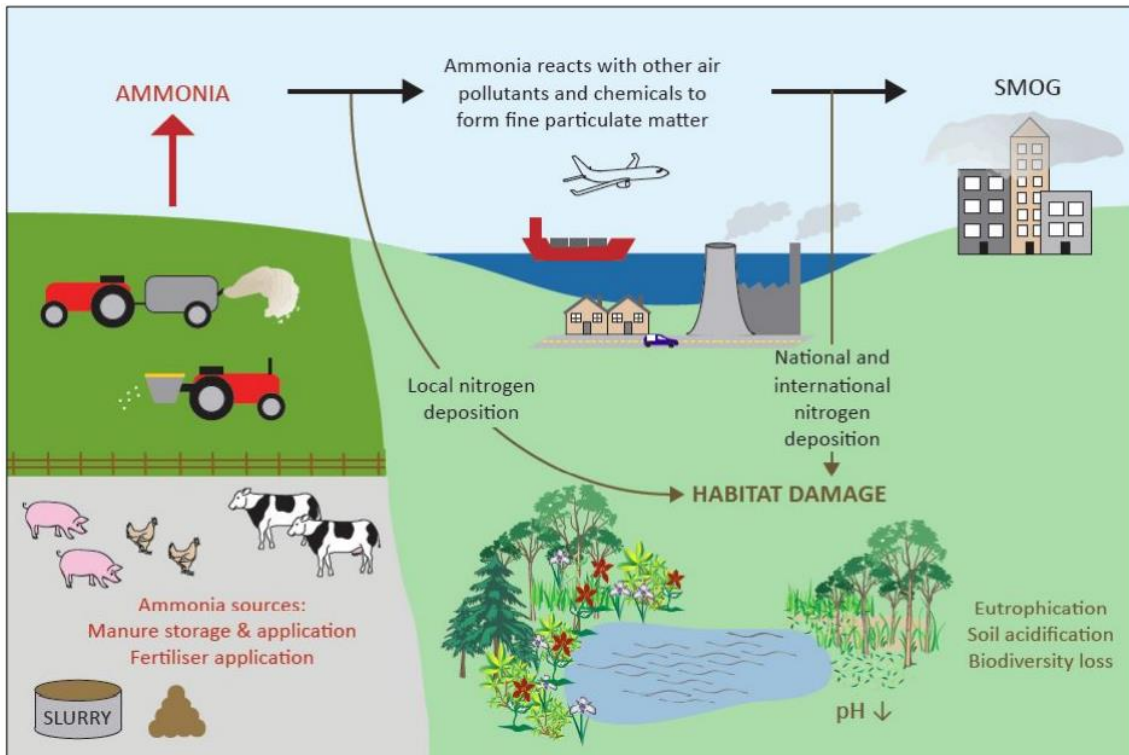 AMMONIA
Ammonia reacts with other air
pollutants and chemicals to
form fine particulate matter
SMOG
Local nitrogen
deposition
National and
international
nitrogen
deposition
HABITAT DAMAGE
Ammonia sources:
Manure storage & application
Fertiliser application
SLURRY
Eutrophication
Soil acidification
Biodiversity loss
pH ↓